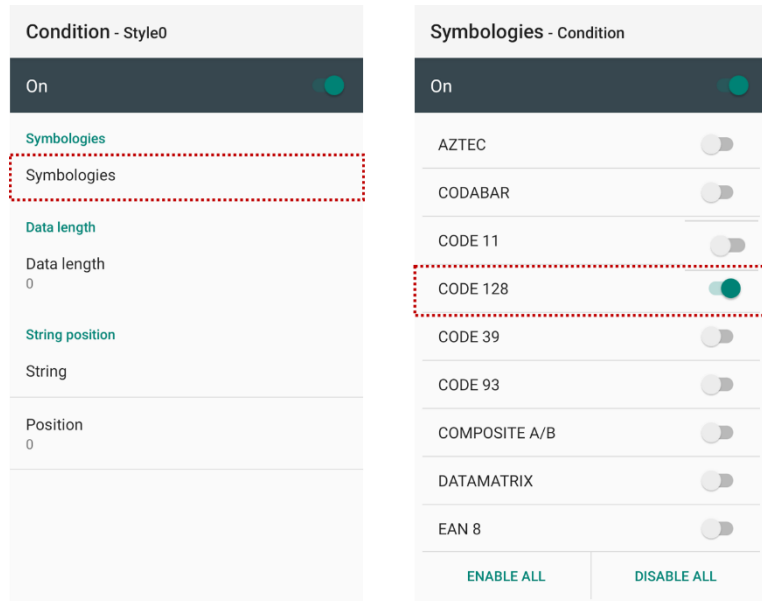 Condition - Style0
On
Symbologies
Symbologies
Data length
Data length
0
String position
String
Position
0
Symbologies - Condition
On
AZTEC
CODABAR
CODE 11
CODE 128
CODE 39
CODE 93
COMPOSITE A/B
DATAMATRIX
EAN 8
ENABLE ALL
DISABLE ALL